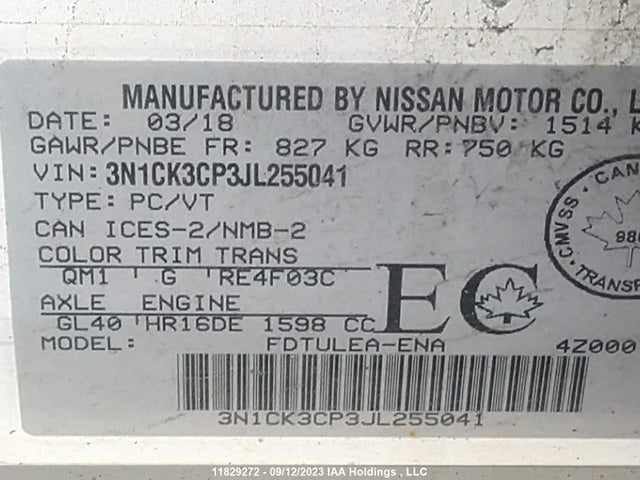 MANUFACTURED BY NISSAN MOTOR CO.,
DATE: 03/18 GVWR/PNBV: 1514
GAWR/PNBE FR: 827 KG RR: 750 KG
VIN: 3N1CK3CP3JL255041
TYPE: PC/VT
CAN ICES-2/NMB-2
COLOR TRIM TRANS
QM1 G RE4F03C
AXLE ENGINE
GL40 HR16DE 1598 CC
EC
MODEL: FDTULEA-ENA 4Z000
3N1CK3CP3JL255041
CMVSS
11829272 - 09/12/2023 IAA Holdings , LLC